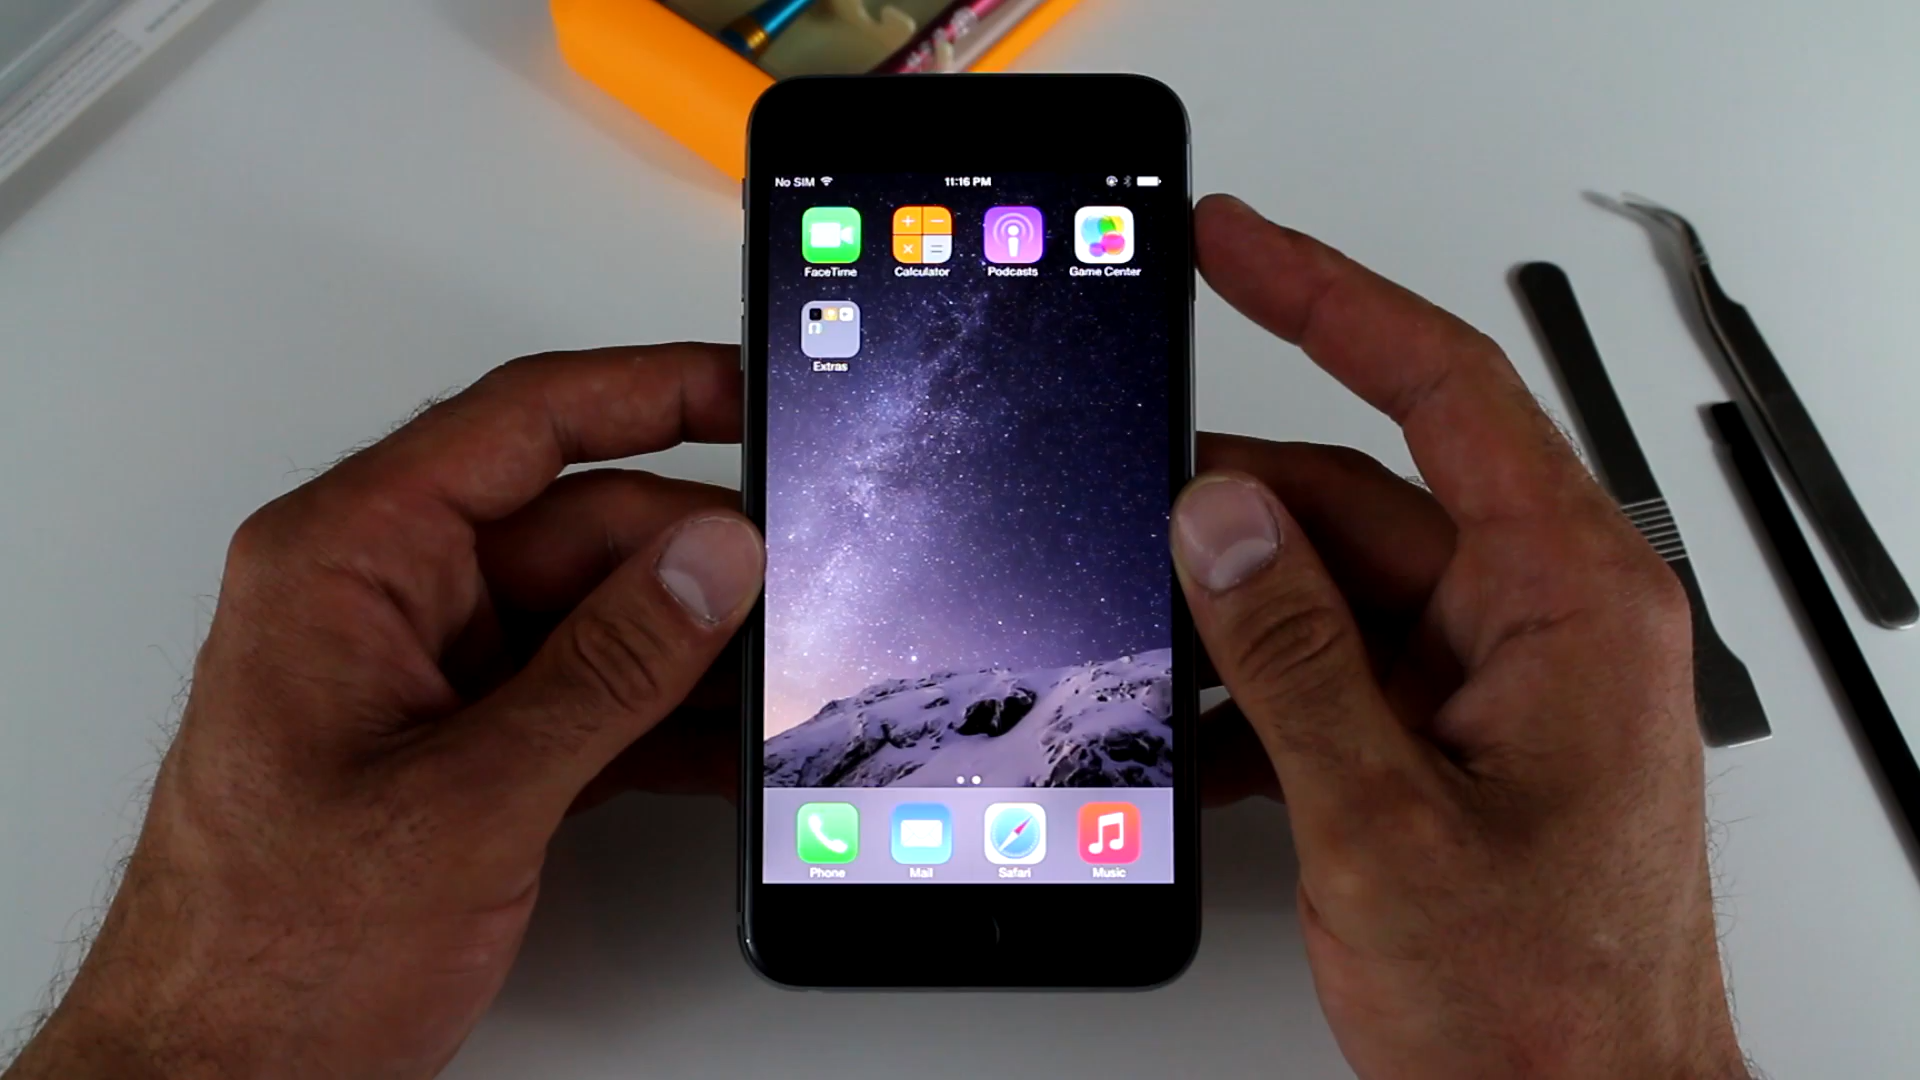 No SIM 11:16 PM
FaceTime Calculator Podcasts Game Center
Extras
Phone Mail Safari Music